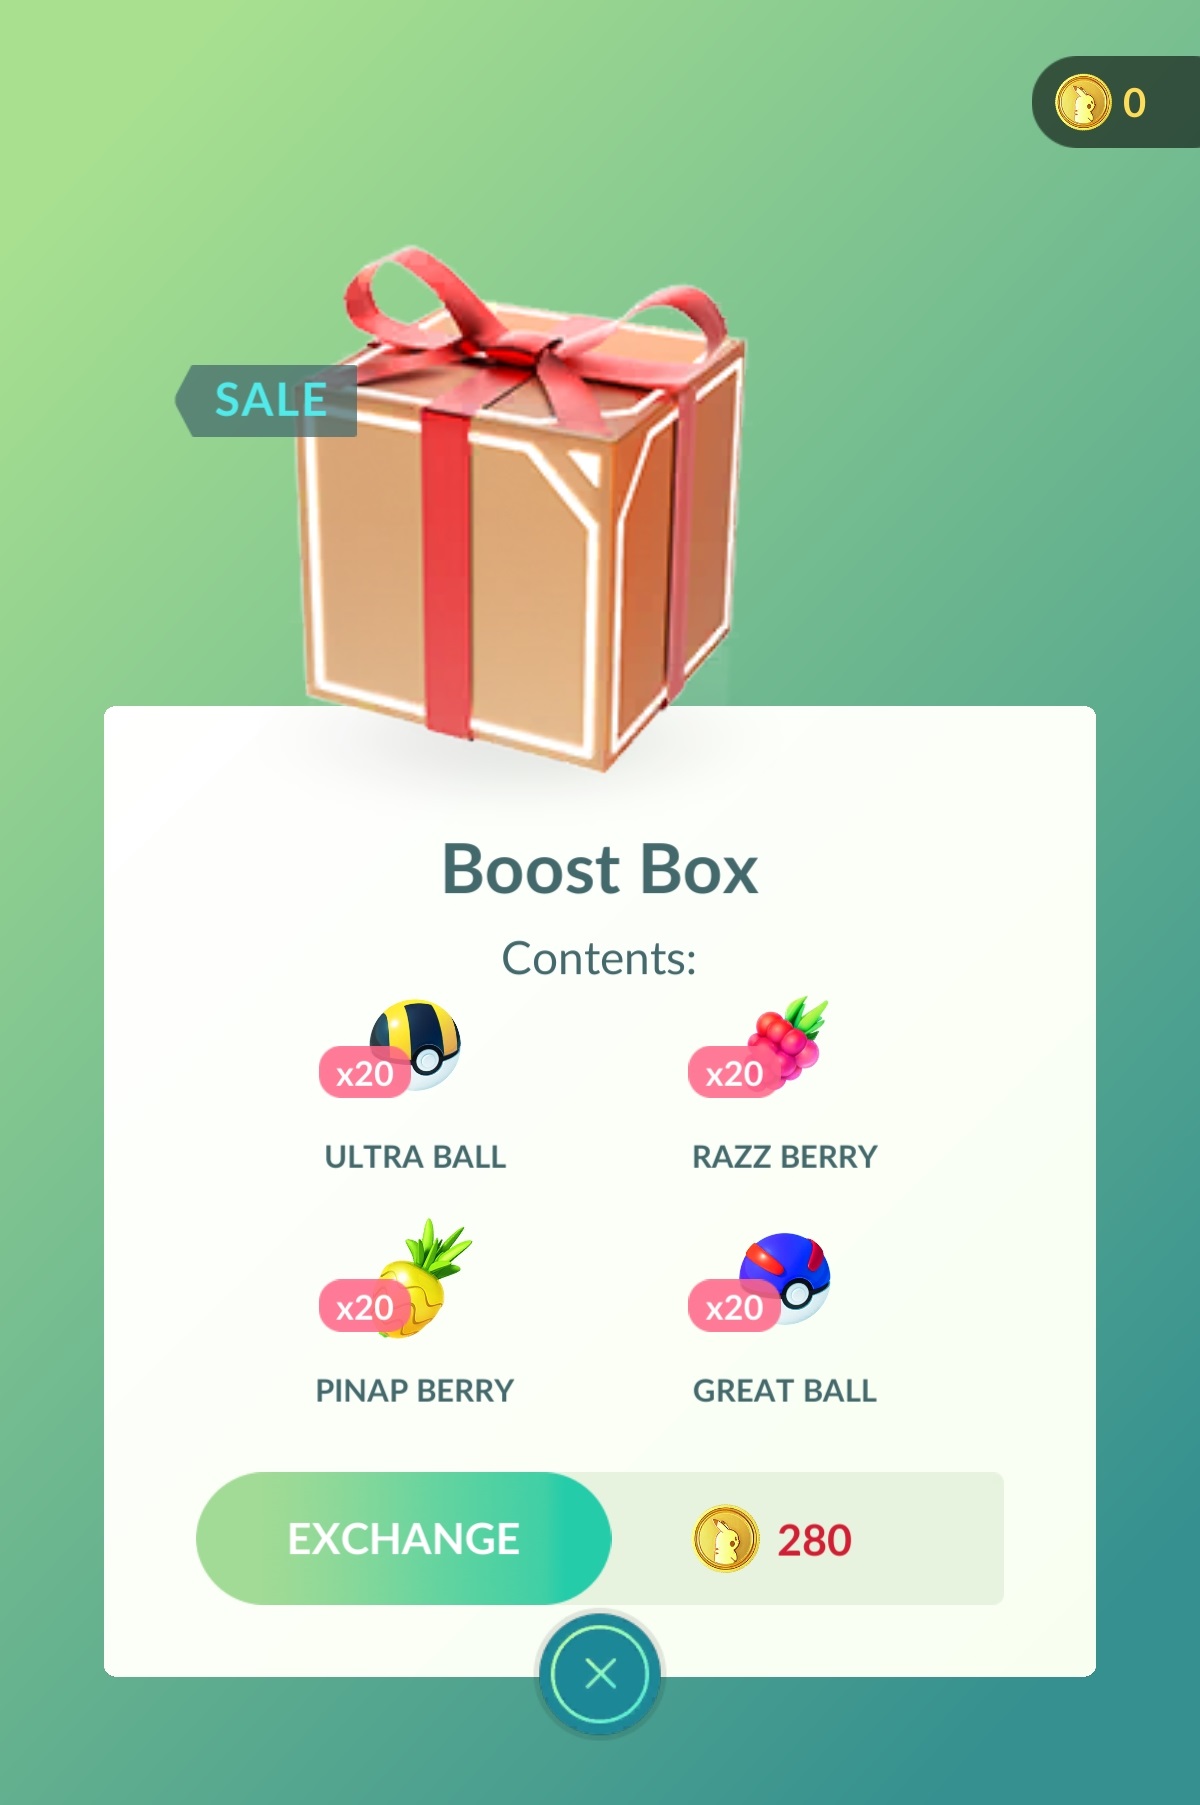 0
SALE
Boost Box
Contents:
x20
x20
ULTRA BALL
RAZZ BERRY
x20
x20
PINAP BERRY
GREAT BALL
EXCHANGE
280